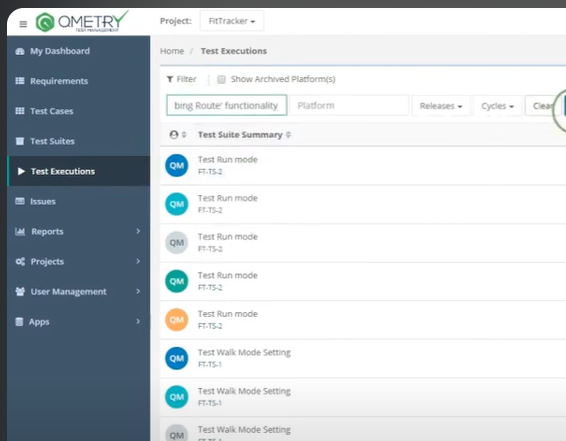 QMETRY
TEST MANAGEMENT
Project: FitTracker
My Dashboard
Requirements
Test Cases
Test Suites
Test Executions
Issues
Reports
Projects
User Management
Apps
Home / Test Executions
Filter Show Archived Platform(s)
bing Route' functionality Platform Releases Cycles Clear
Test Suite Summary
QM Test Run mode
FT-TS-2
QM Test Run mode
FT-TS-2
QM Test Run mode
FT-TS-2
QM Test Run mode
FT-TS-2
QM Test Run mode
FT-TS-2
QM Test Walk Mode Setting
FT-TS-1
QM Test Walk Mode Setting
FT-TS-1
QM Test Walk Mode Setting